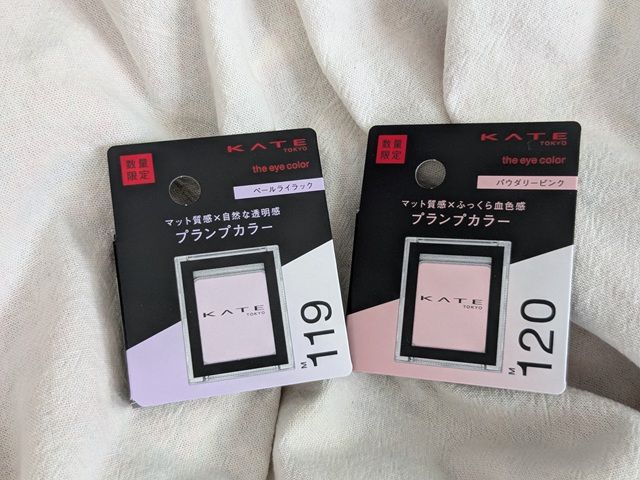 数量
限定
KATE
TOKYO
the eye color
ペールライラック
マット質感×自然な透明感
プランプカラー
KATE
TOKYO
M 119
数量
限定
KATE
TOKYO
the eye color
パウダリーピンク
マット質感×ふっくら血色感
プランプカラー
KATE
TOKYO
M 120